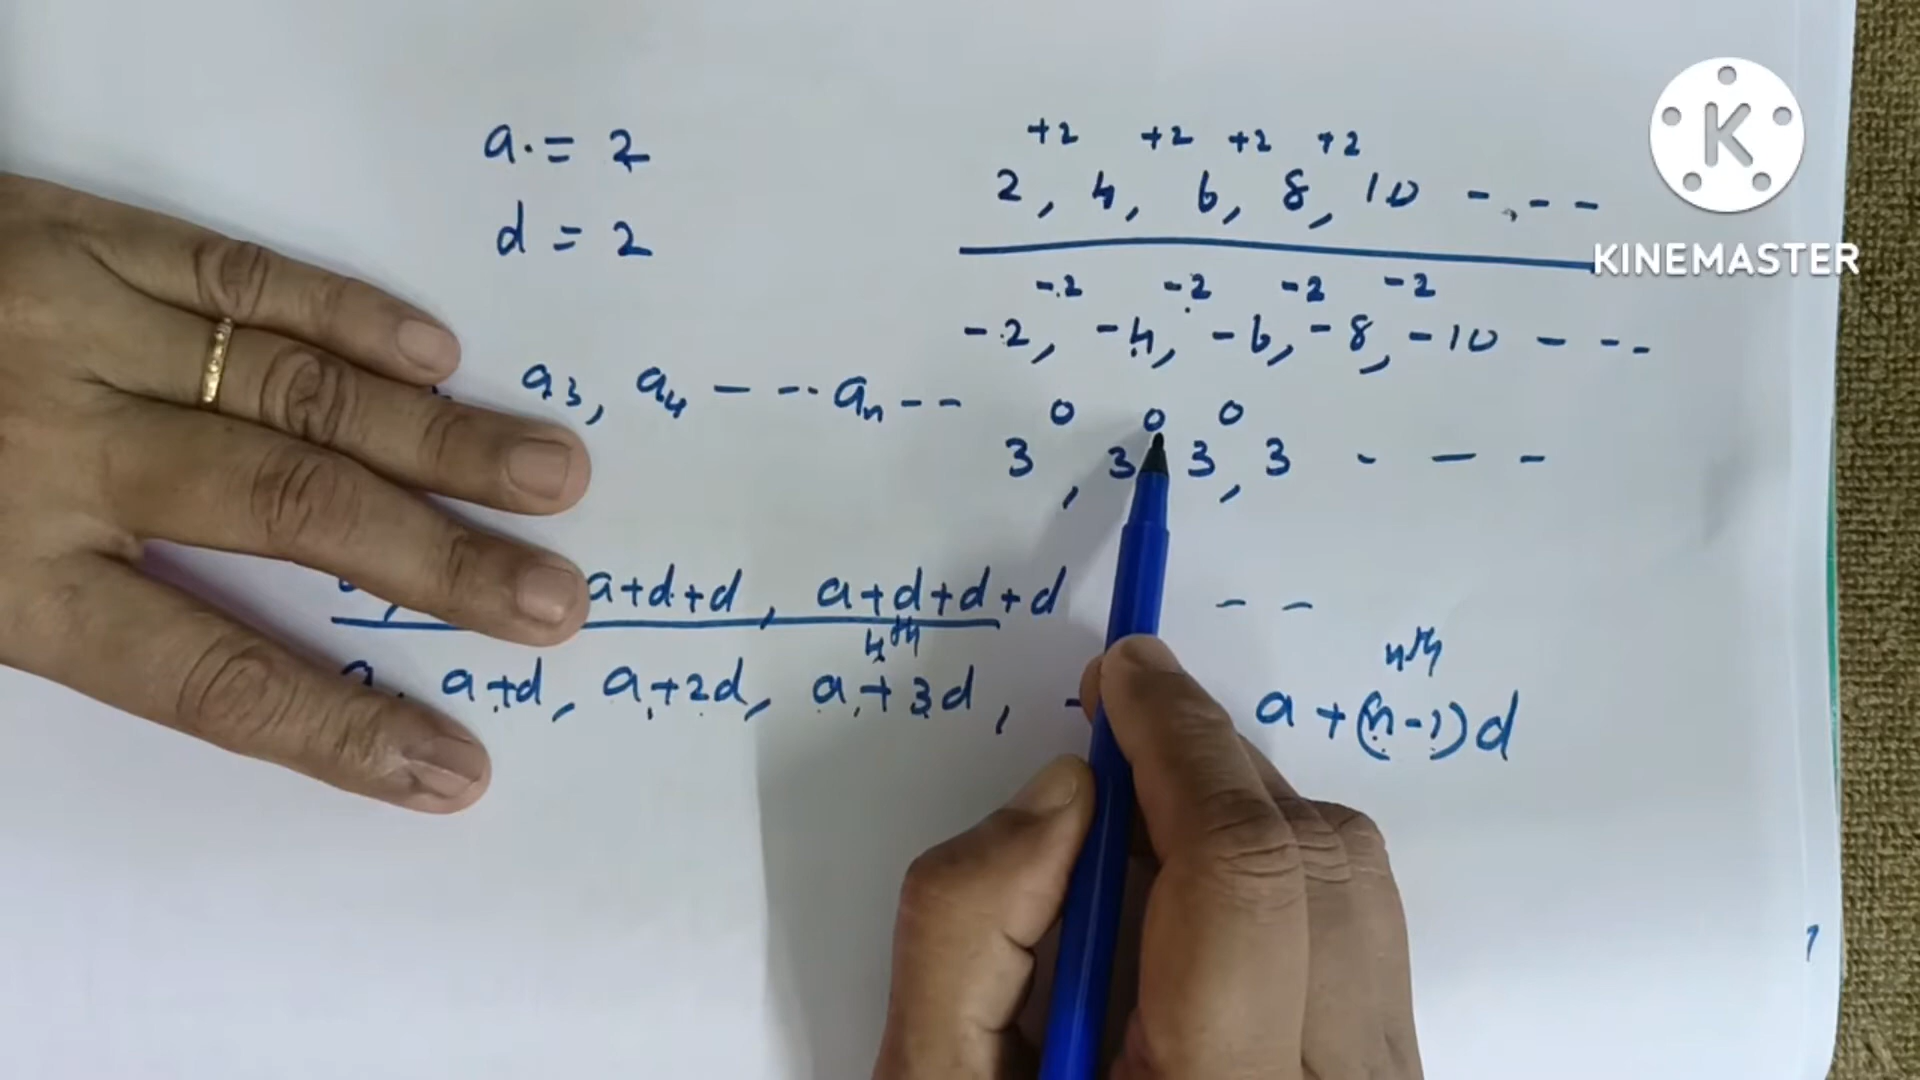 a. = 2
d = 2
+2 +2 +2 +2
2, 4, 6, 8, 10 - - -
-2 -2 -2 -2
-2, -4, -6, -8, -10 - - -
a3, a4 - - - an - -
0 0 0
3, 3 3, 3 - - -
a+d+d, a+d+d+d - -
4th
nth
a, a+d, a+2d, a+3d, - a+(n-1)d
K
KINEMASTER